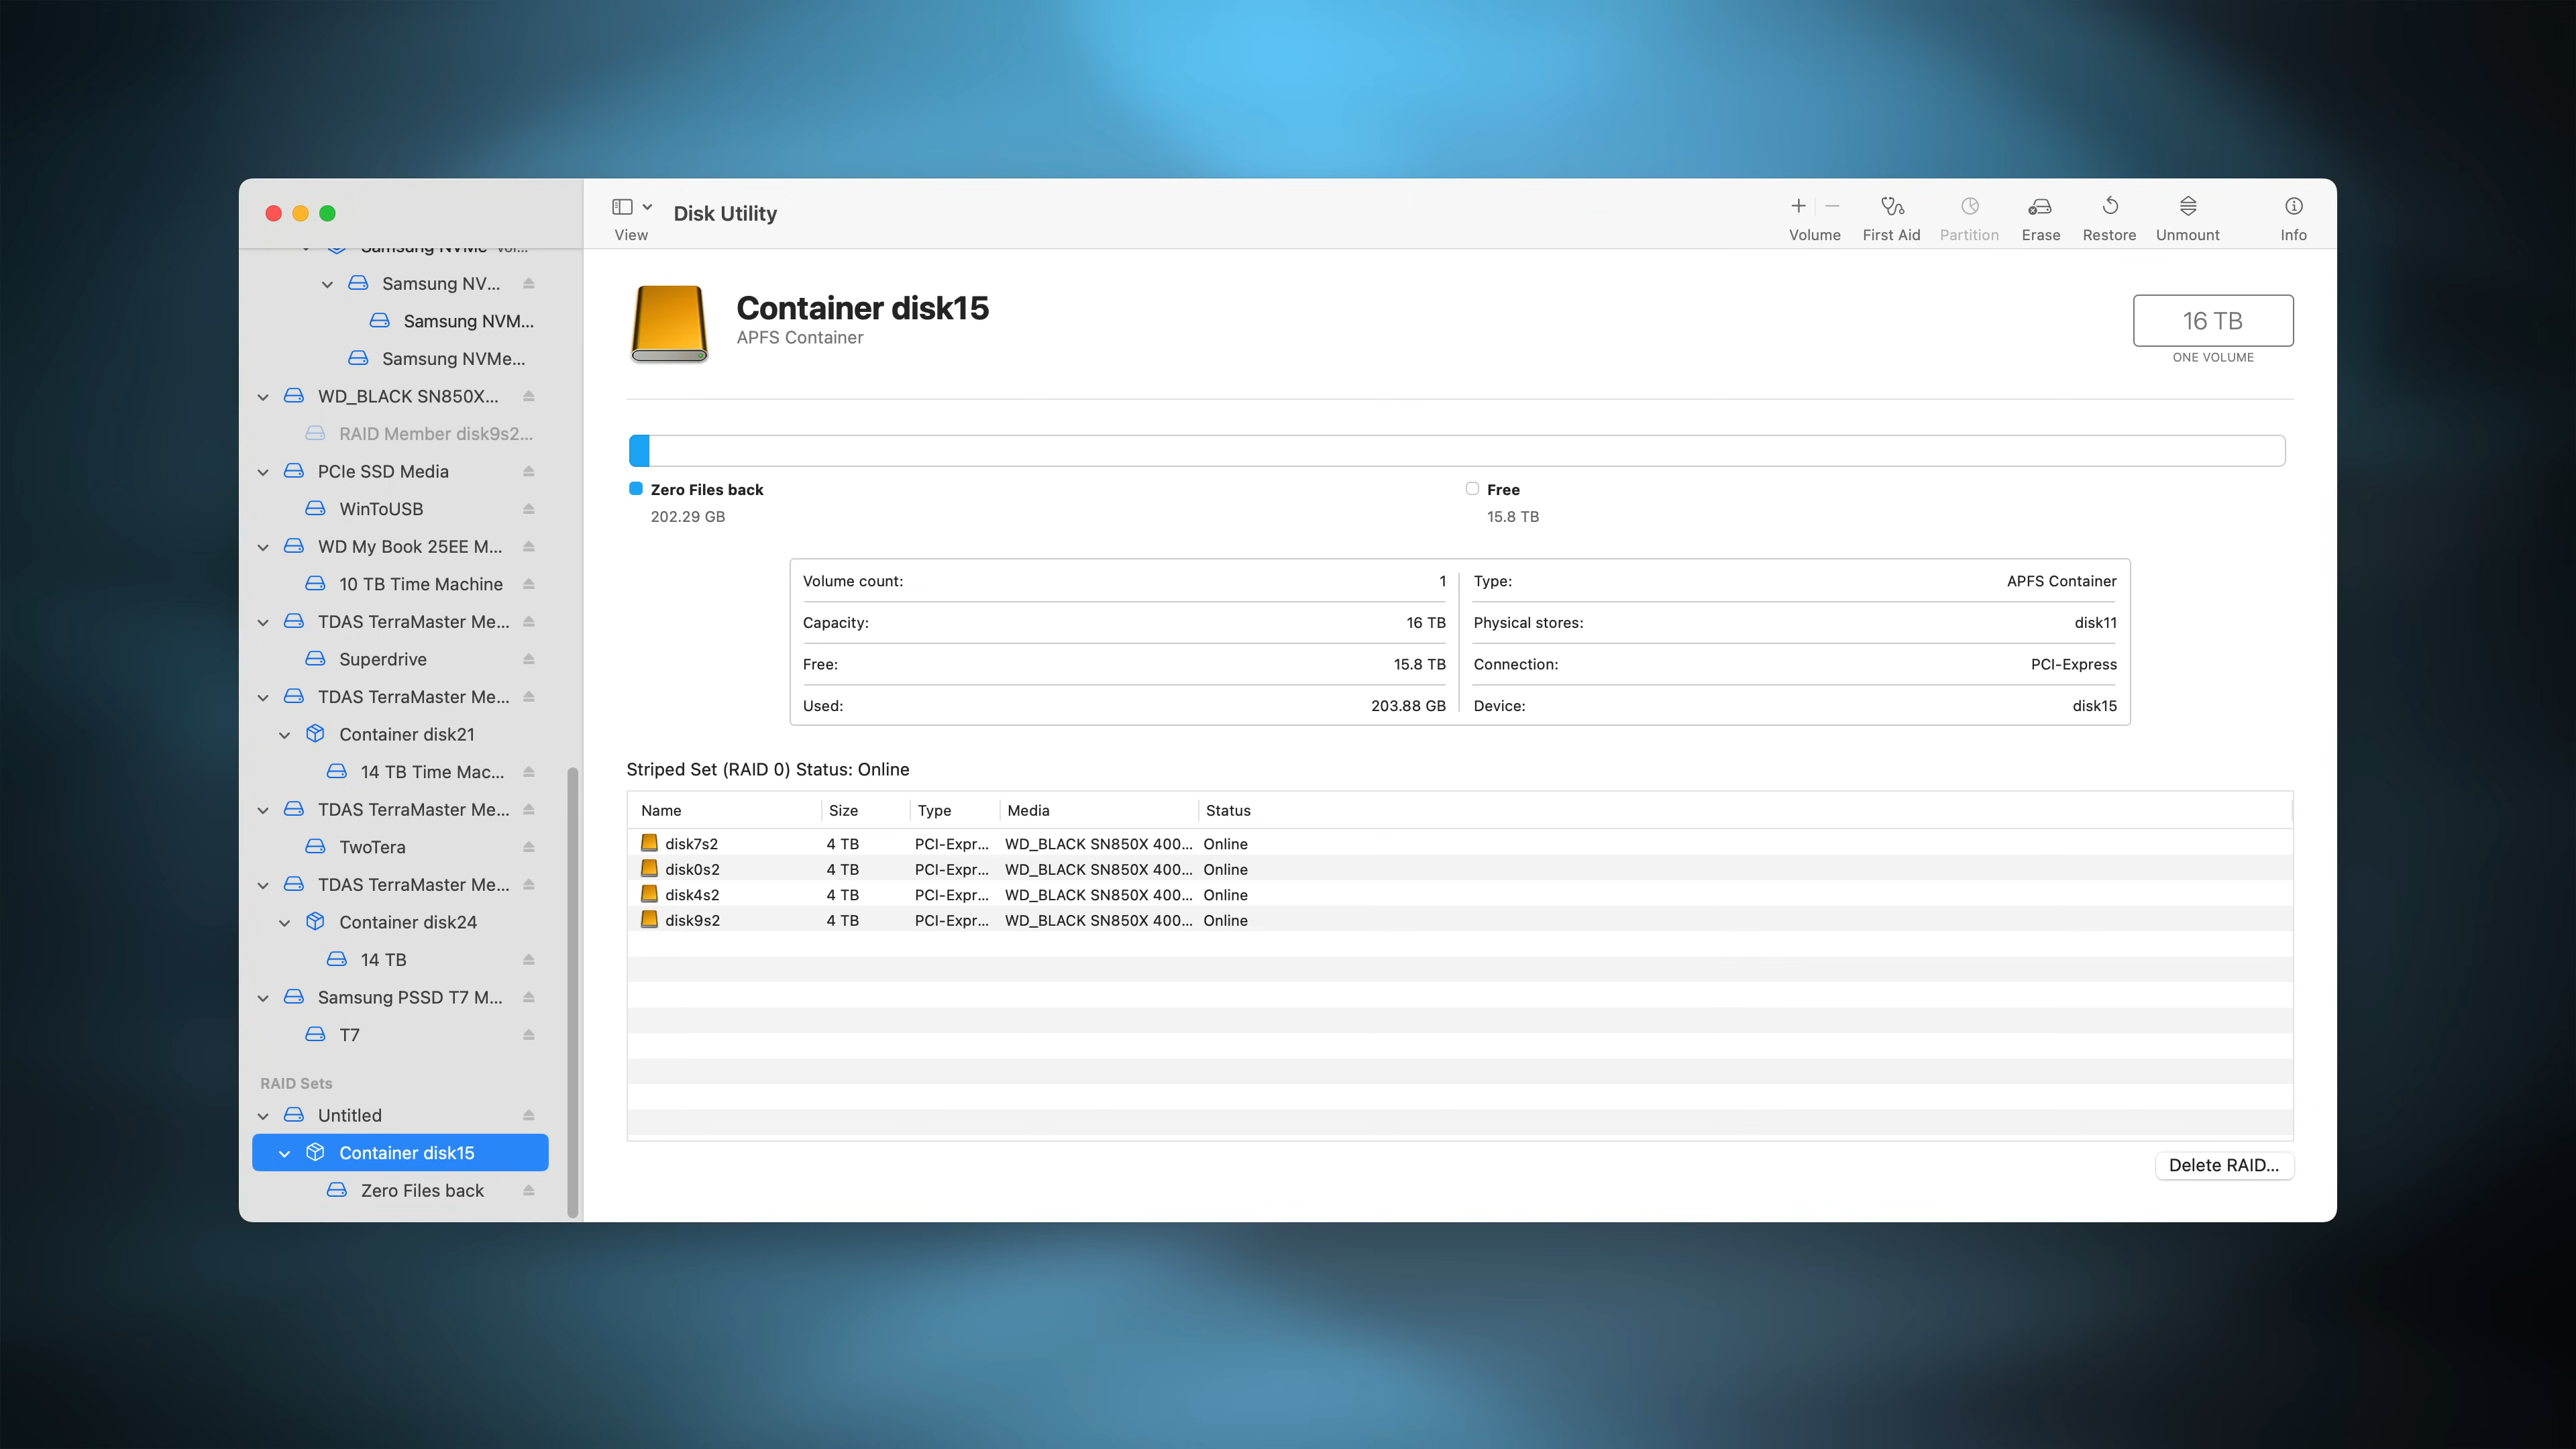 Samsung NVMe
Samsung NV...
Samsung NVM...
Samsung NVMe...
WD_BLACK SN850X...
RAID Member disk9s2...
PCIe SSD Media
WinToUSB
WD My Book 25EE M...
10 TB Time Machine
TDAS TerraMaster Me...
Superdrive
TDAS TerraMaster Me...
Container disk21
14 TB Time Mac...
TDAS TerraMaster Me...
TwoTera
TDAS TerraMaster Me...
Container disk24
14 TB
Samsung PSSD T7 M...
T7
RAID Sets
Untitled
Container disk15
Zero Files back
View
Disk Utility
Volume
First Aid
Partition
Erase
Restore
Unmount
Info
Container disk15
APFS Container
16 TB
ONE VOLUME
Zero Files back
202.29 GB
Free
15.8 TB
Volume count: 1
Capacity: 16 TB
Free: 15.8 TB
Used: 203.88 GB
Type: APFS Container
Physical stores: disk11
Connection: PCI-Express
Device: disk15
Striped Set (RAID 0) Status: Online
Name Size Type Media Status
disk7s2 4 TB PCI-Expr... WD_BLACK SN850X 400... Online
disk0s2 4 TB PCI-Expr... WD_BLACK SN850X 400... Online
disk4s2 4 TB PCI-Expr... WD_BLACK SN850X 400... Online
disk9s2 4 TB PCI-Expr... WD_BLACK SN850X 400... Online
Delete RAID...